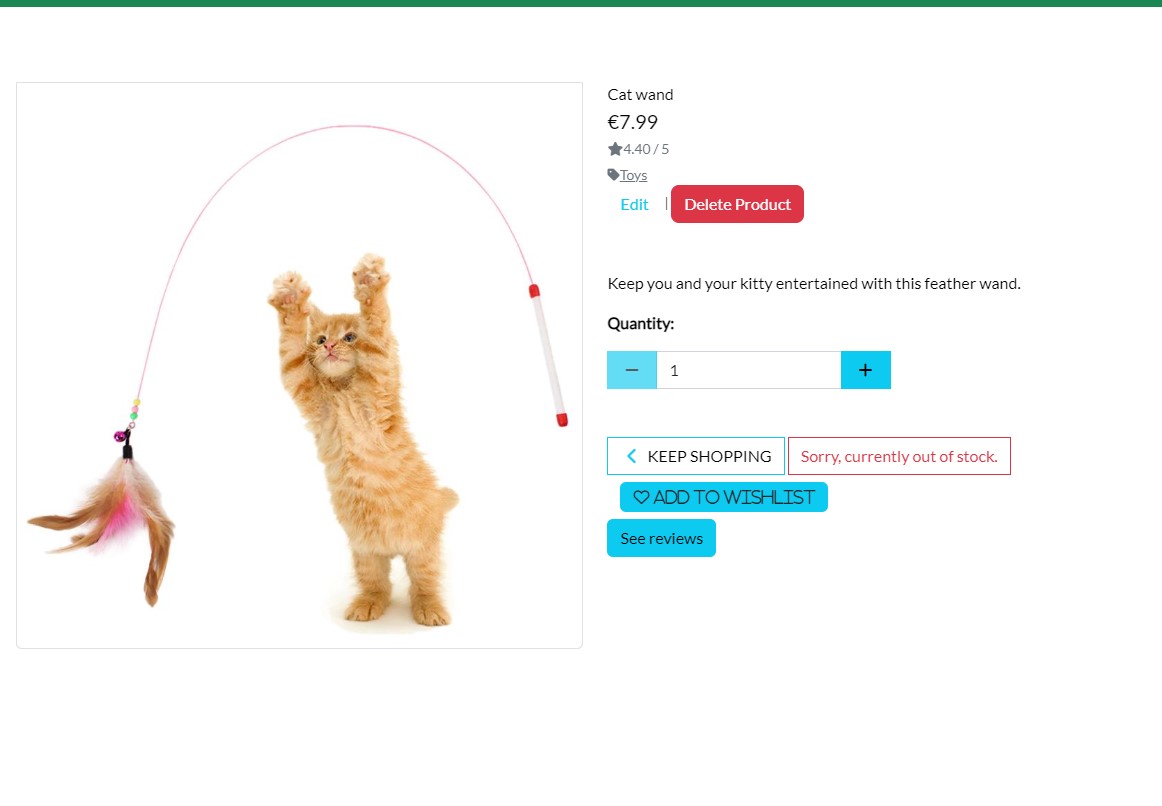 Cat wand
€7.99
4.40 / 5
Toys
Edit | Delete Product
Keep you and your kitty entertained with this feather wand.
Quantity:
− 1 +
KEEP SHOPPING Sorry, currently out of stock.
ADD TO WISHLIST
See reviews